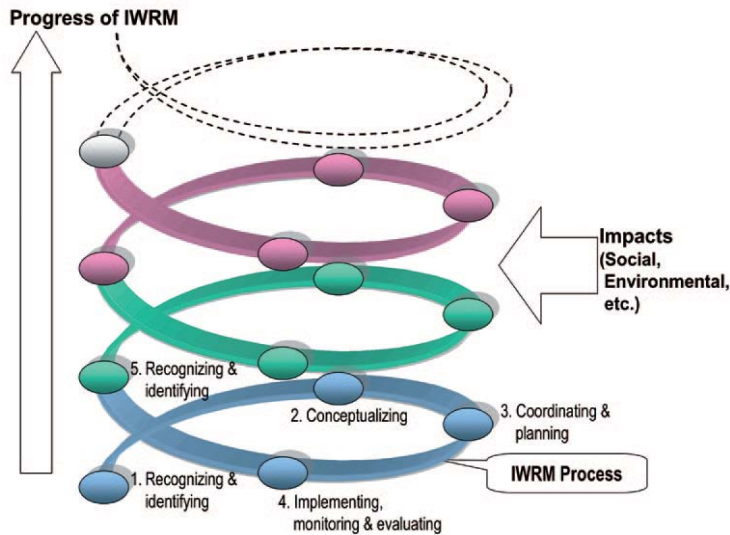 Progress of IWRM
Impacts
(Social,
Environmental,
etc.)
5. Recognizing &
identifying
2. Conceptualizing
3. Coordinating &
planning
1. Recognizing &
identifying
4. Implementing,
monitoring & evaluating
IWRM Process